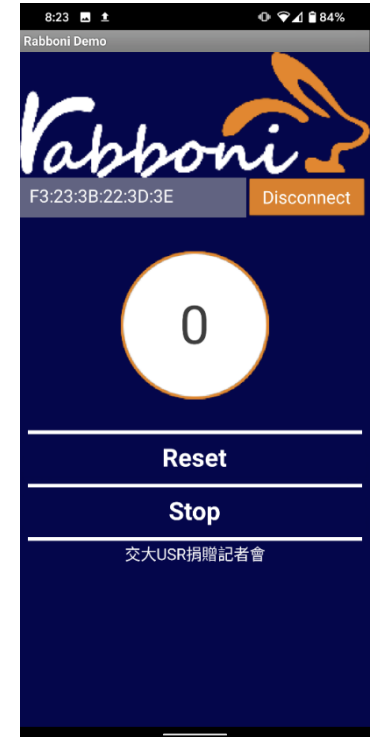 8:23 84%
Rabboni Demo
rabboni
F3:23:3B:22:3D:3E Disconnect
0
Reset
Stop
交大USR捐贈記者會